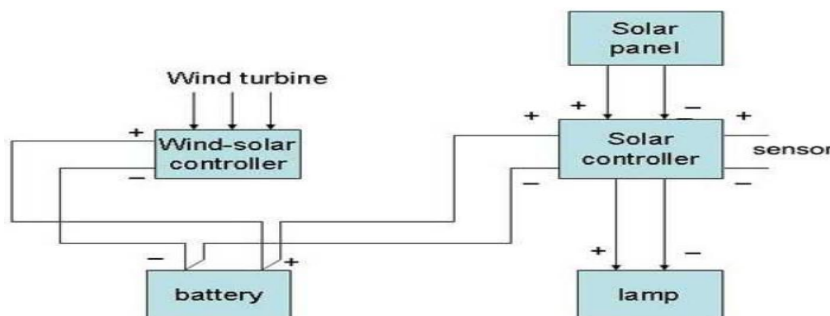 Solar
panel
Wind turbine
+ + − +
−
+ Wind-solar
controller
−
Solar
controller
sensor
− −
− +
+ −
battery
lamp